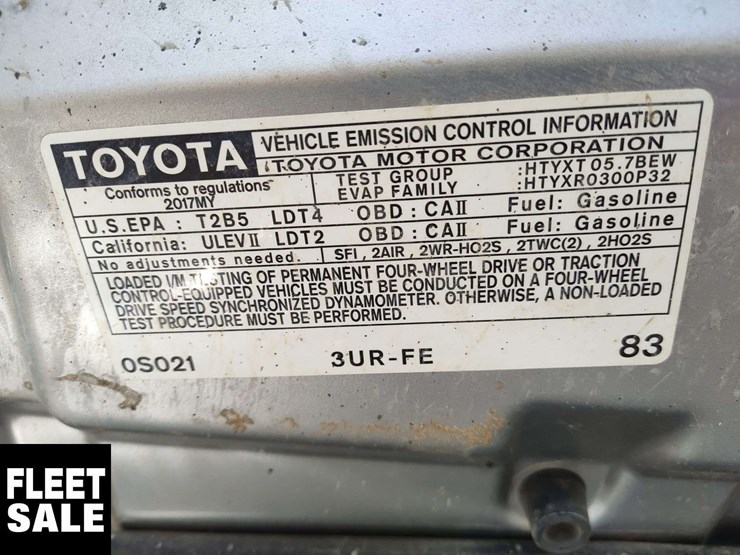 TOYOTA
VEHICLE EMISSION CONTROL INFORMATION
TOYOTA MOTOR CORPORATION
Conforms to regulations
2017MY
TEST GROUP :HTYXT05.7BEW
EVAP FAMILY :HTYXR0300P32
U.S.EPA : T2B5 LDT4 OBD : CAII Fuel: Gasoline
California: ULEVII LDT2 OBD : CAII Fuel: Gasoline
No adjustments needed. SFI , 2AIR , 2WR-HO2S , 2TWC(2) , 2HO2S
LOADED I/M TESTING OF PERMANENT FOUR-WHEEL DRIVE OR TRACTION
CONTROL-EQUIPPED VEHICLES MUST BE CONDUCTED ON A FOUR-WHEEL
DRIVE SPEED SYNCHRONIZED DYNAMOMETER. OTHERWISE, A NON-LOADED
TEST PROCEDURE MUST BE PERFORMED.
0S021 3UR-FE 83
FLEET
SALE